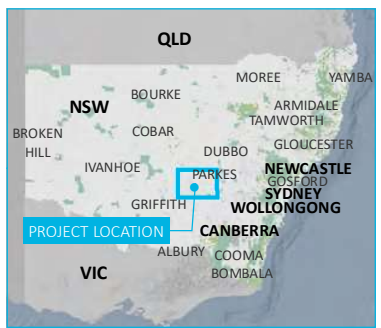 QLD
MOREE
YAMBA
BOURKE
NSW
ARMIDALE
TAMWORTH
BROKEN
HILL
COBAR
GLOUCESTER
DUBBO
IVANHOE
PARKES
NEWCASTLE
GOSFORD
SYDNEY
GRIFFITH
WOLLONGONG
PROJECT LOCATION
CANBERRA
ALBURY
COOMA
VIC
BOMBALA